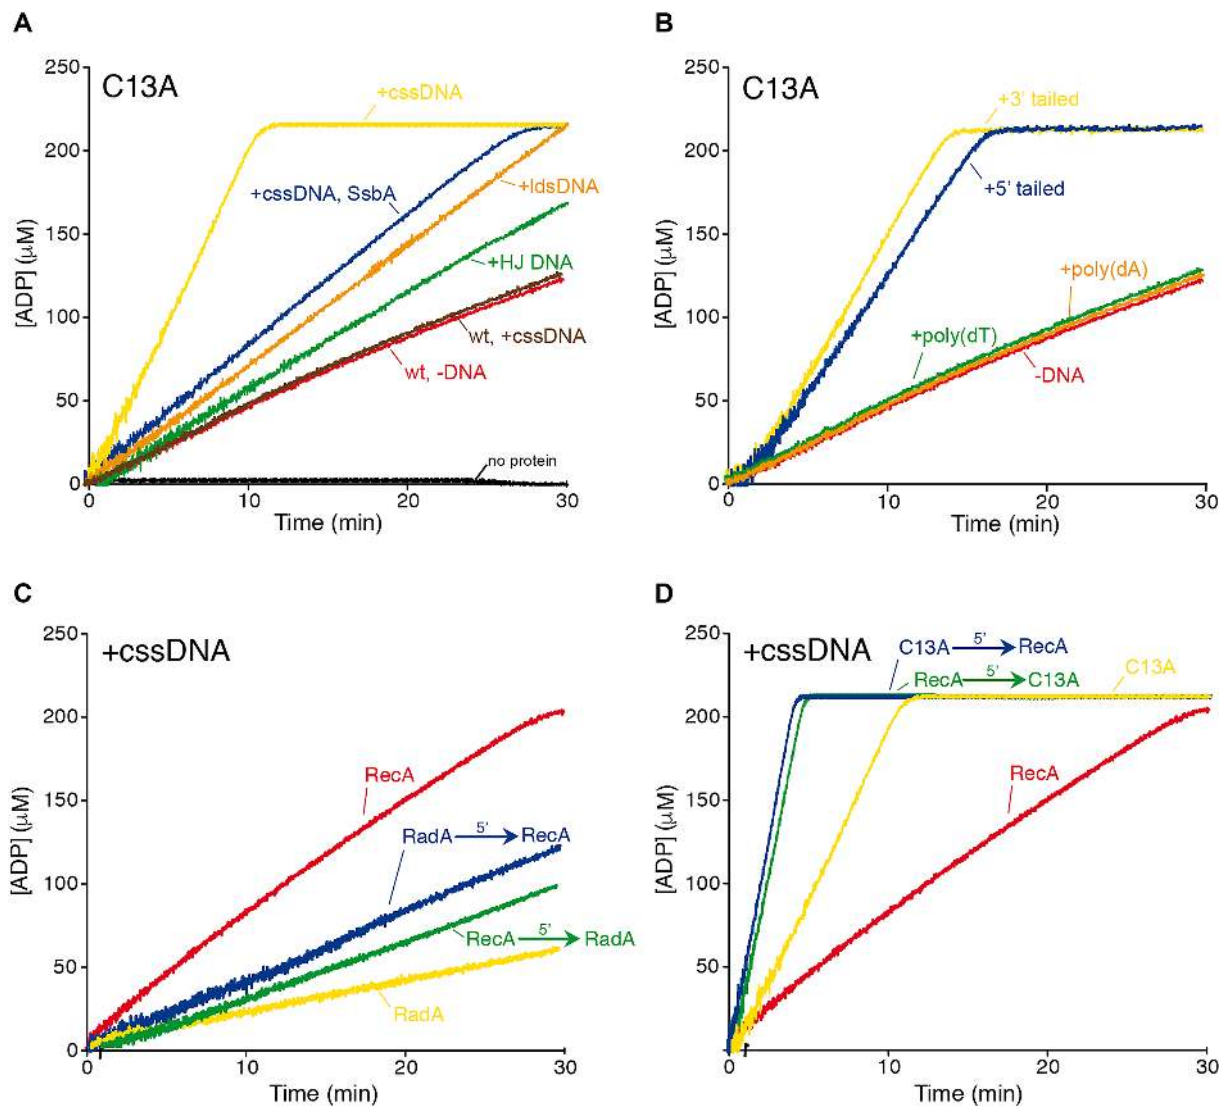 A
C13A
[ADP] (μM)
250
200
150
100
50
0
+cssDNA
+cssDNA, SsbA
+ldsDNA
+HJ DNA
wt, +cssDNA
wt, -DNA
no protein
0 10 20 30
Time (min)
B
C13A
[ADP] (μM)
250
200
150
100
50
0
+3' tailed
+5' tailed
+poly(dA)
+poly(dT)
-DNA
0 10 20 30
Time (min)
C
+cssDNA
[ADP] (μM)
250
200
150
100
50
0
RecA
RadA 5' RecA
RecA 5' RadA
RadA
0 10 20 30
Time (min)
D
+cssDNA
[ADP] (μM)
250
200
150
100
50
C13A 5' RecA
RecA 5' C13A
C13A
RecA
0 10 20 30
Time (min)